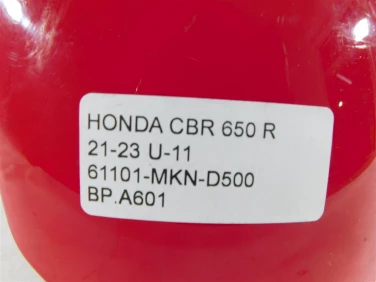 HONDA CBR 650 R
21-23 U-11
61101-MKN-D500
BP.A601